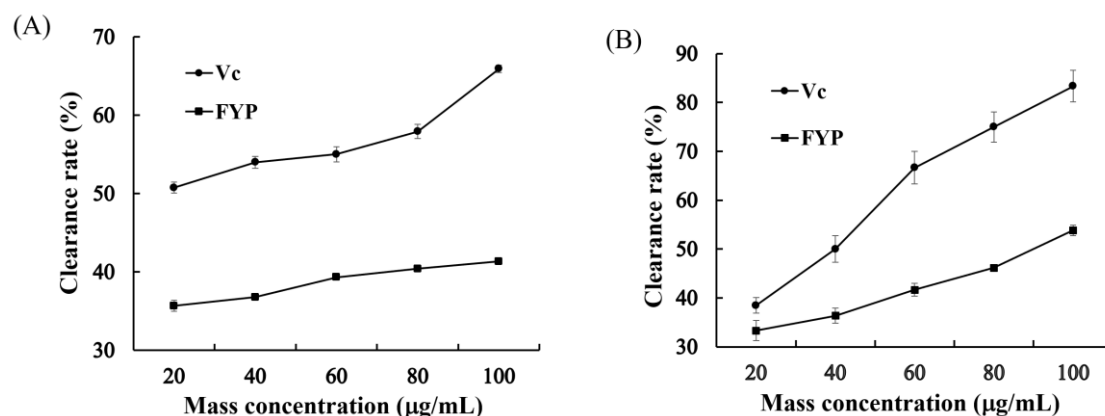 (A)
70
60
50
40
30
Clearance rate (%)
Vc
FYP
20 40 60 80 100
Mass concentration (μg/mL)
(B)
90
80
70
60
50
40
30
Clearance rate (%)
Vc
FYP
20 40 60 80 100
Mass concentration (μg/mL)